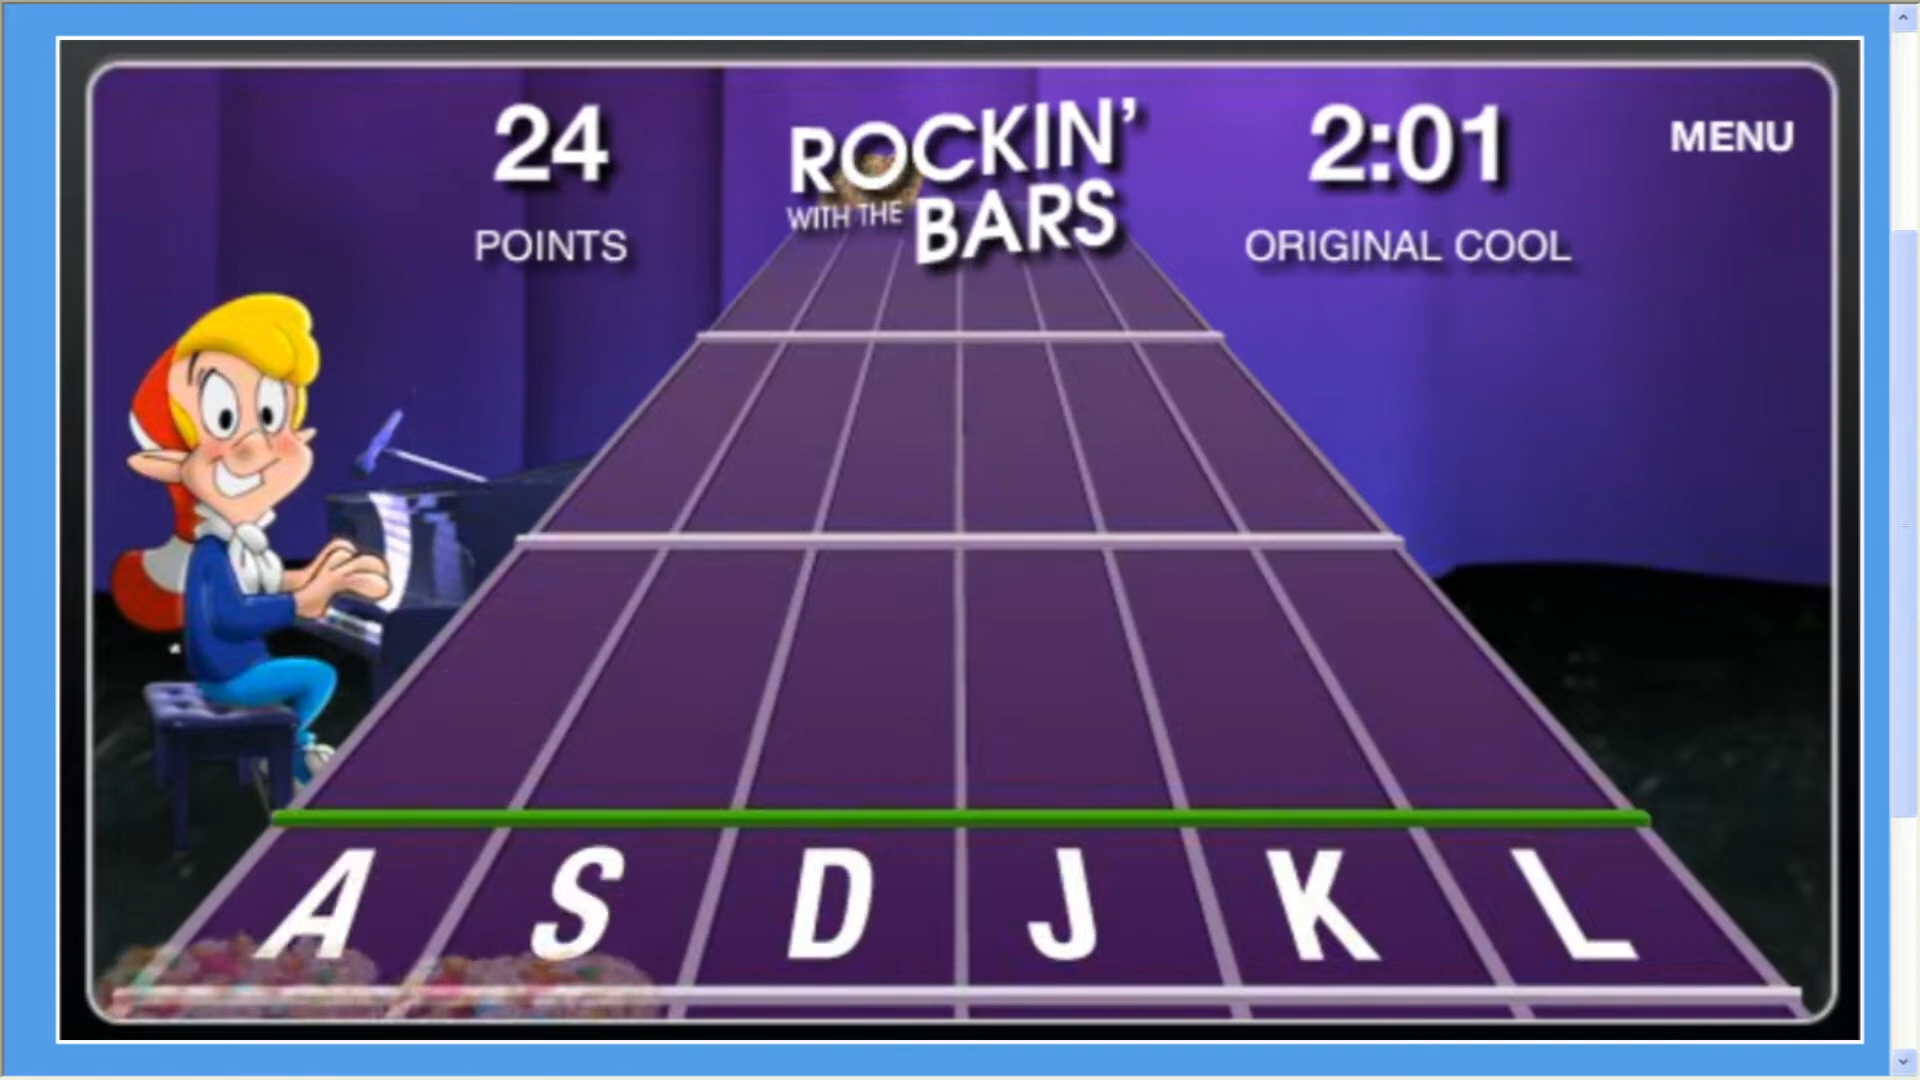 24
POINTS
ROCKIN'
WITH THE BARS
2:01
ORIGINAL COOL
MENU
A S D J K L